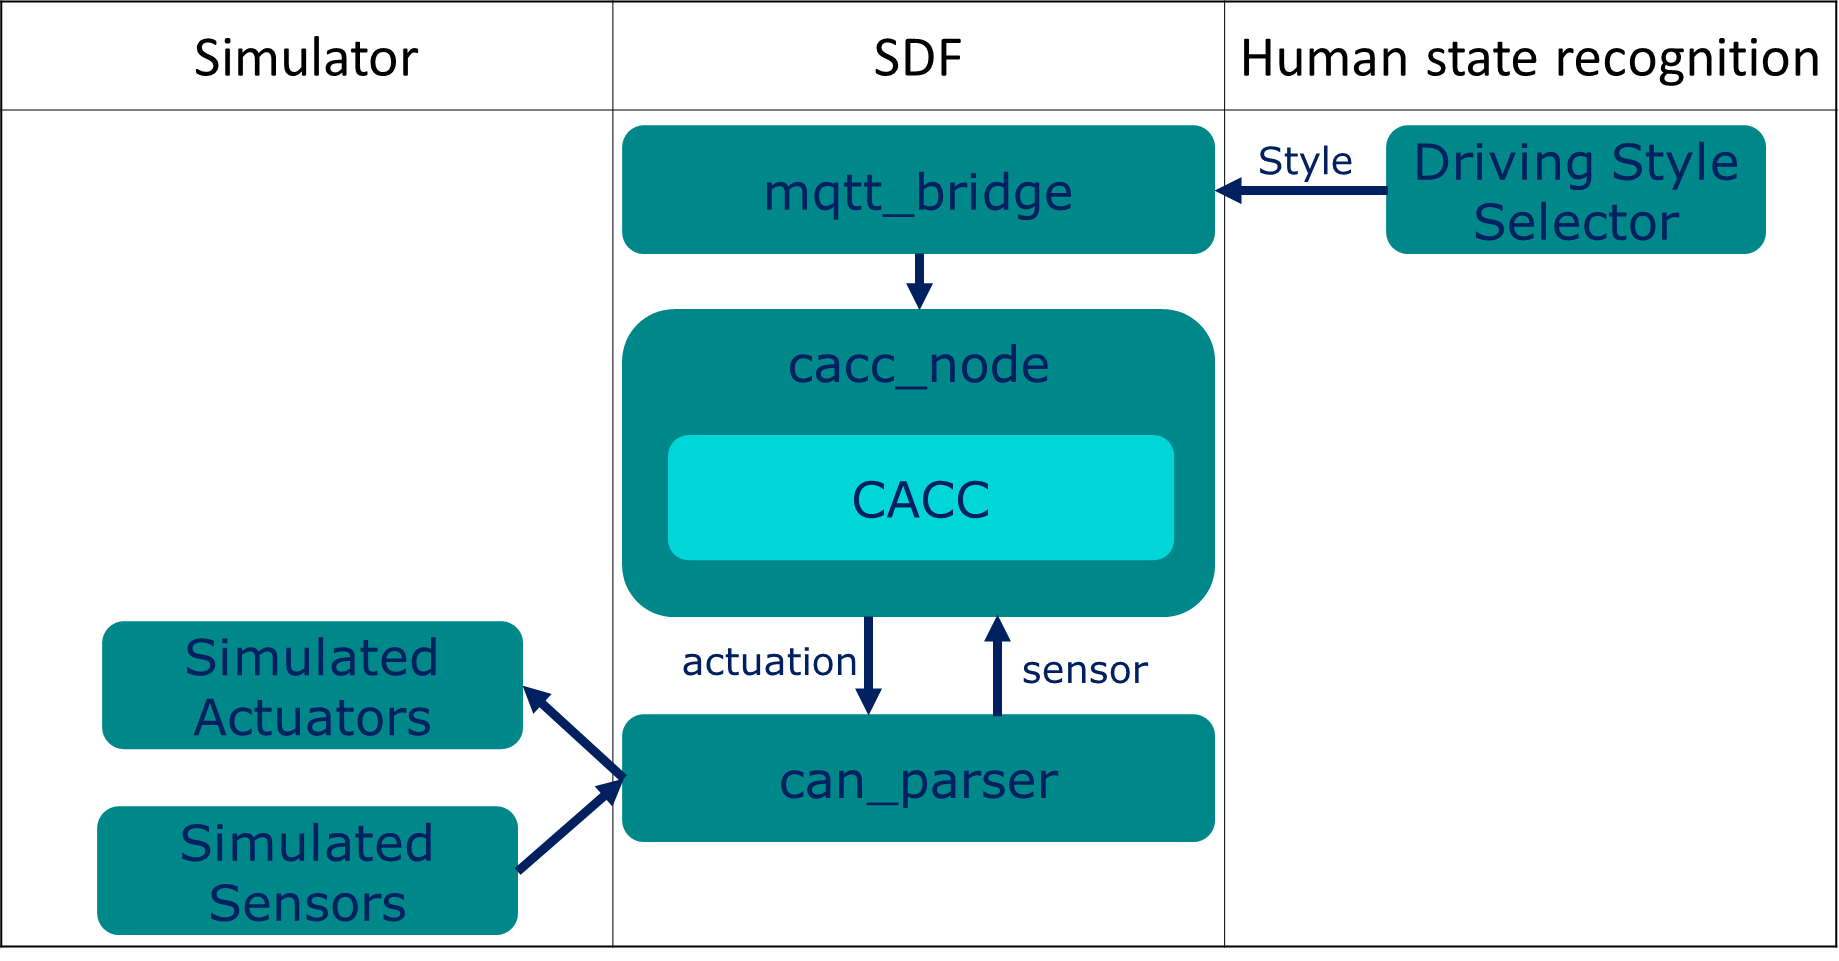 Simulator
SDF
Human state recognition
mqtt_bridge
Style
Driving Style
Selector
cacc_node
CACC
actuation
sensor
Simulated
Actuators
can_parser
Simulated
Sensors